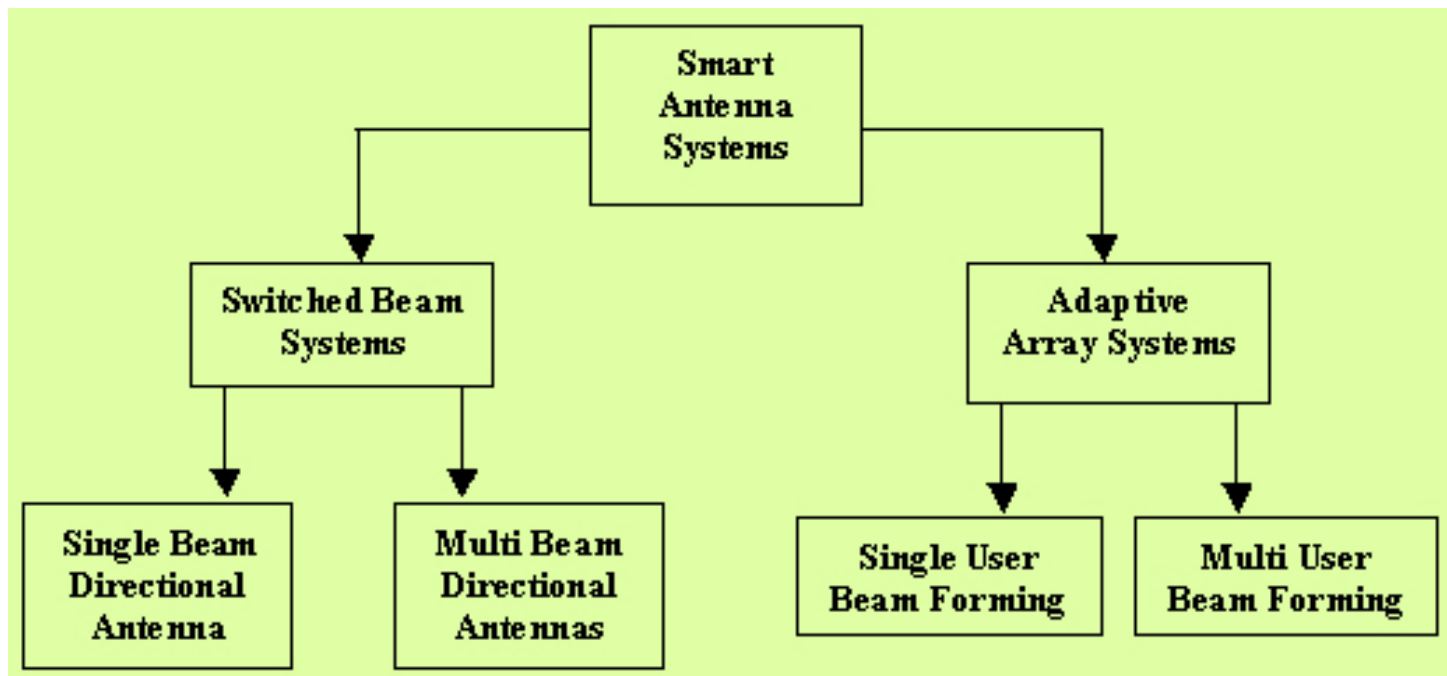 Smart
Antenna
Systems
Switched Beam
Systems
Adaptive
Array Systems
Single Beam
Directional
Antenna
Multi Beam
Directional
Antennas
Single User
Beam Forming
Multi User
Beam Forming